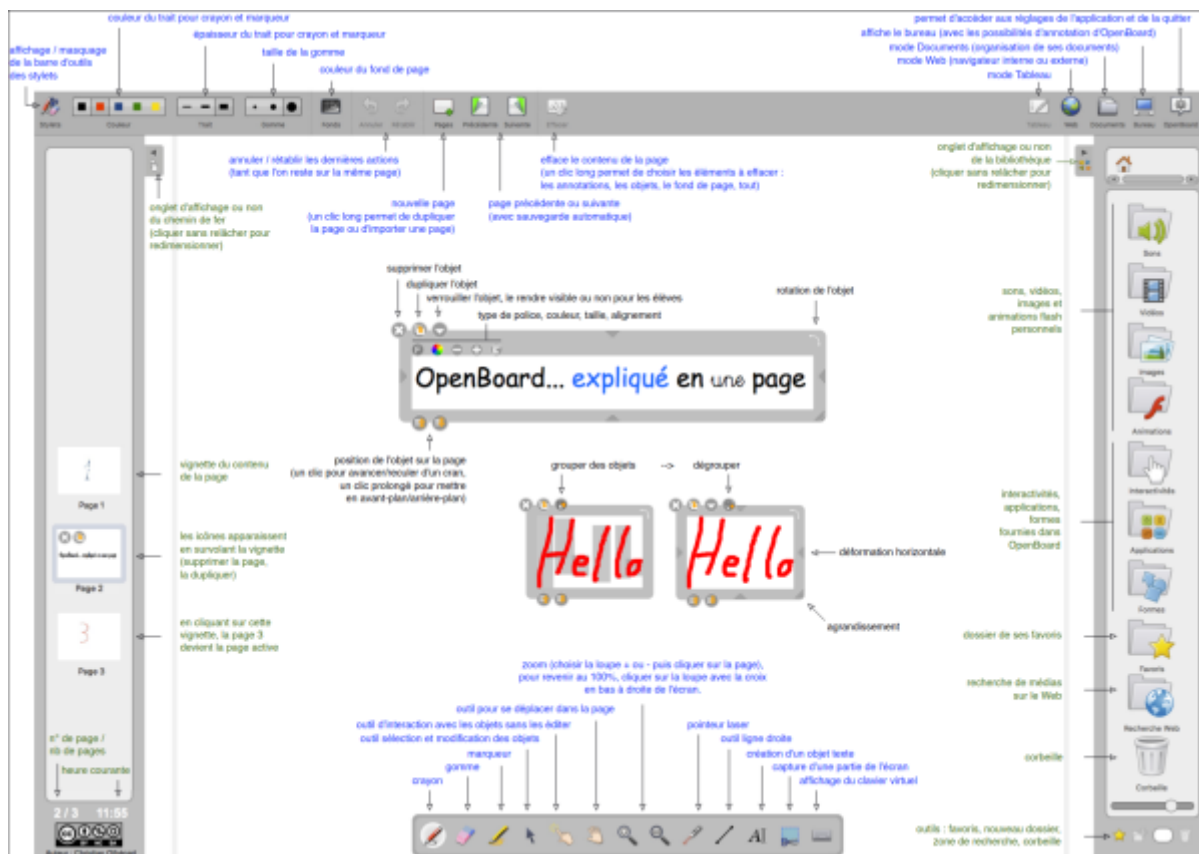 couleur du trait pour crayon et marqueur
épaisseur du trait pour crayon et marqueur
taille de la gomme
couleur du fond de page
affichage / masquage
de la barre d'outils
des stylets
permet d'accéder aux réglages de l'application et de la quitter
affiche le bureau (avec les possibilités d'annotation d'OpenBoard)
mode Documents (organisation de ses documents)
mode Web (navigateur interne ou externe)
mode Tableau
Stylets
Couleur
Trait
Gomme
Fonds
Annuler
Rétablir
Pages
Précédente
Suivante
Effacer
Tableau
Web
Documents
Bureau
OpenBoard
annuler / rétablir les dernières actions
(tant que l'on reste sur la même page)
efface le contenu de la page
(un clic long permet de choisir les éléments à effacer :
les annotations, les objets, le fond de page, tout)
onglet d'affichage ou non
de la bibliothèque
(cliquer sans relâcher pour
redimensionner)
onglet d'affichage ou non
du chemin de fer
(cliquer sans relâcher pour
redimensionner)
nouvelle page
(un clic long permet de dupliquer
la page ou d'importer une page)
page précédente ou suivante
(avec sauvegarde automatique)
supprimer l'objet
dupliquer l'objet
verrouiller l'objet, le rendre visible ou non pour les élèves
type de police, couleur, taille, alignement
rotation de l'objet
OpenBoard... expliqué en une page
sons, vidéos,
images et
animations flash
personnels
Sons
Vidéos
Images
Animations
position de l'objet sur la page
(un clic pour avancer/reculer d'un cran,
un clic prolongé pour mettre
en avant-plan/arrière-plan)
grouper des objets
->
dégrouper
Hello
Hello
déformation horizontale
agrandissement
vignette du contenu
de la page
Page 1
les icônes apparaissent
en survolant la vignette
(supprimer la page,
la dupliquer)
Page 2
3
en cliquant sur cette
vignette, la page 3
devient la page active
Page 3
interactivités,
applications,
formes
fournies dans
OpenBoard
Interactivités
Applications
Formes
dossier de ses favoris
Favoris
recherche de médias
sur le Web
Recherche Web
corbeille
Corbeille
zoom (choisir la loupe + ou - puis cliquer sur la page),
pour revenir au 100%, cliquer sur la loupe avec la croix
en bas à droite de l'écran.
outil pour se déplacer dans la page
outil d'interaction avec les objets sans les éditer
outil sélection et modification des objets
marqueur
gomme
crayon
pointeur laser
outil ligne droite
création d'un objet texte
capture d'une partie de l'écran
affichage du clavier virtuel
n° de page /
nb de pages
heure courante
2 / 3
11:55
AI
outils : favoris, nouveau dossier,
zone de recherche, corbeille